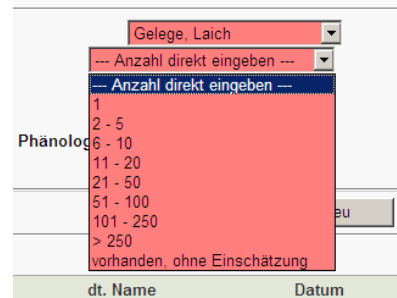 Gelege, Laich
--- Anzahl direkt eingeben ---
--- Anzahl direkt eingeben ---
1
2 - 5
Phänolog
6 - 10
11 - 20
21 - 50
51 - 100
101 - 250
eu
> 250
vorhanden, ohne Einschätzung
dt. Name Datum